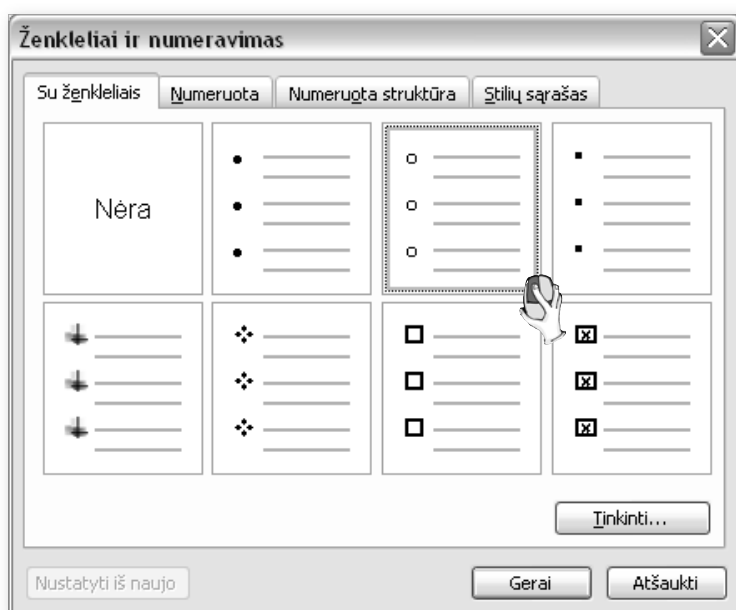 Ženkleliai ir numeravimas
Su ženkleliais
Numeruota
Numeruota struktūra
Stilių sąrašas
Nėra
Tinkinti...
Nustatyti iš naujo
Gerai
Atšaukti